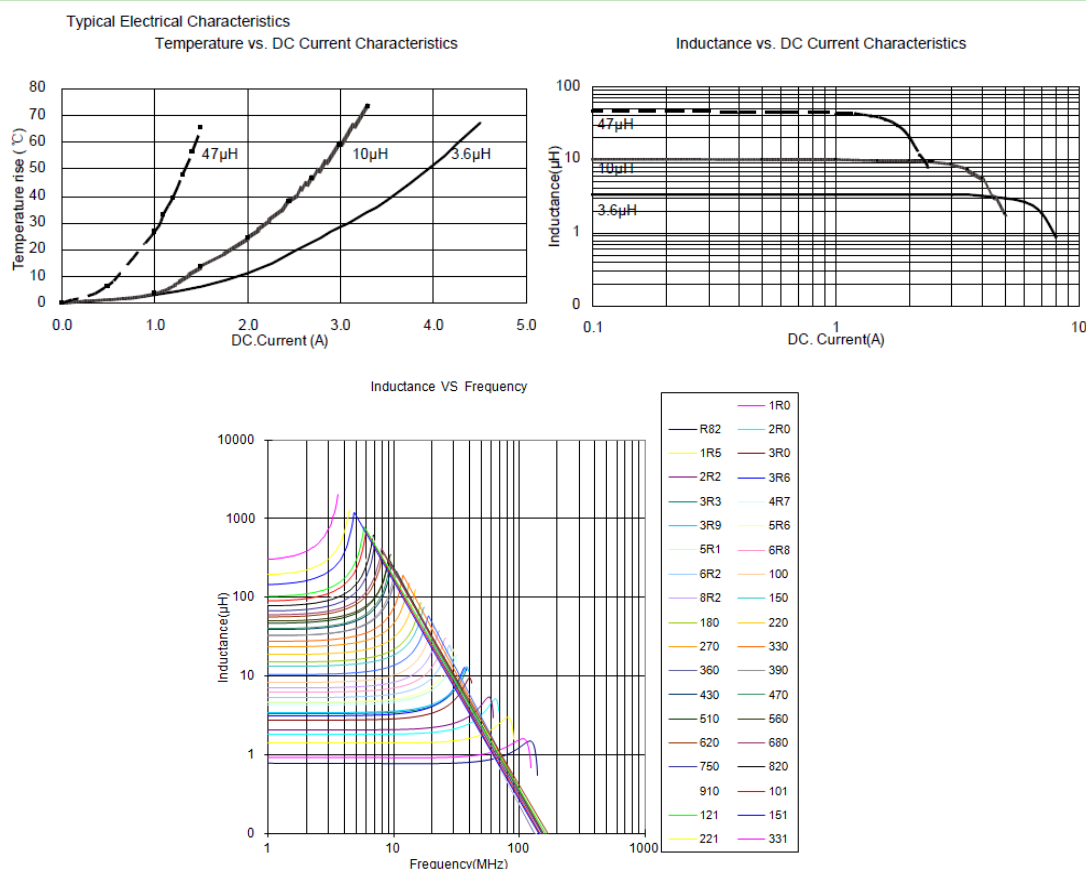 Typical Electrical Characteristics
Temperature vs. DC Current Characteristics
80
70
60
50
40
30
20
10
0
Temperature rise (℃)
47μH
10μH
3.6μH
0.0 1.0 2.0 3.0 4.0 5.0
DC.Current (A)
Inductance vs. DC Current Characteristics
100
10
1
0
Inductance(μH)
47μH
10μH
3.6μH
0.1 1 10
DC. Current(A)
Inductance VS Frequency
10000
1000
100
10
1
0
Inductance(μH)
1 10 100 1000
Frequency(MHz)
1R0
R82 2R0
1R5 3R0
2R2 3R6
3R3 4R7
3R9 5R6
5R1 6R8
6R2 100
8R2 150
180 220
270 330
360 390
430 470
510 560
620 680
750 820
910 101
121 151
221 331